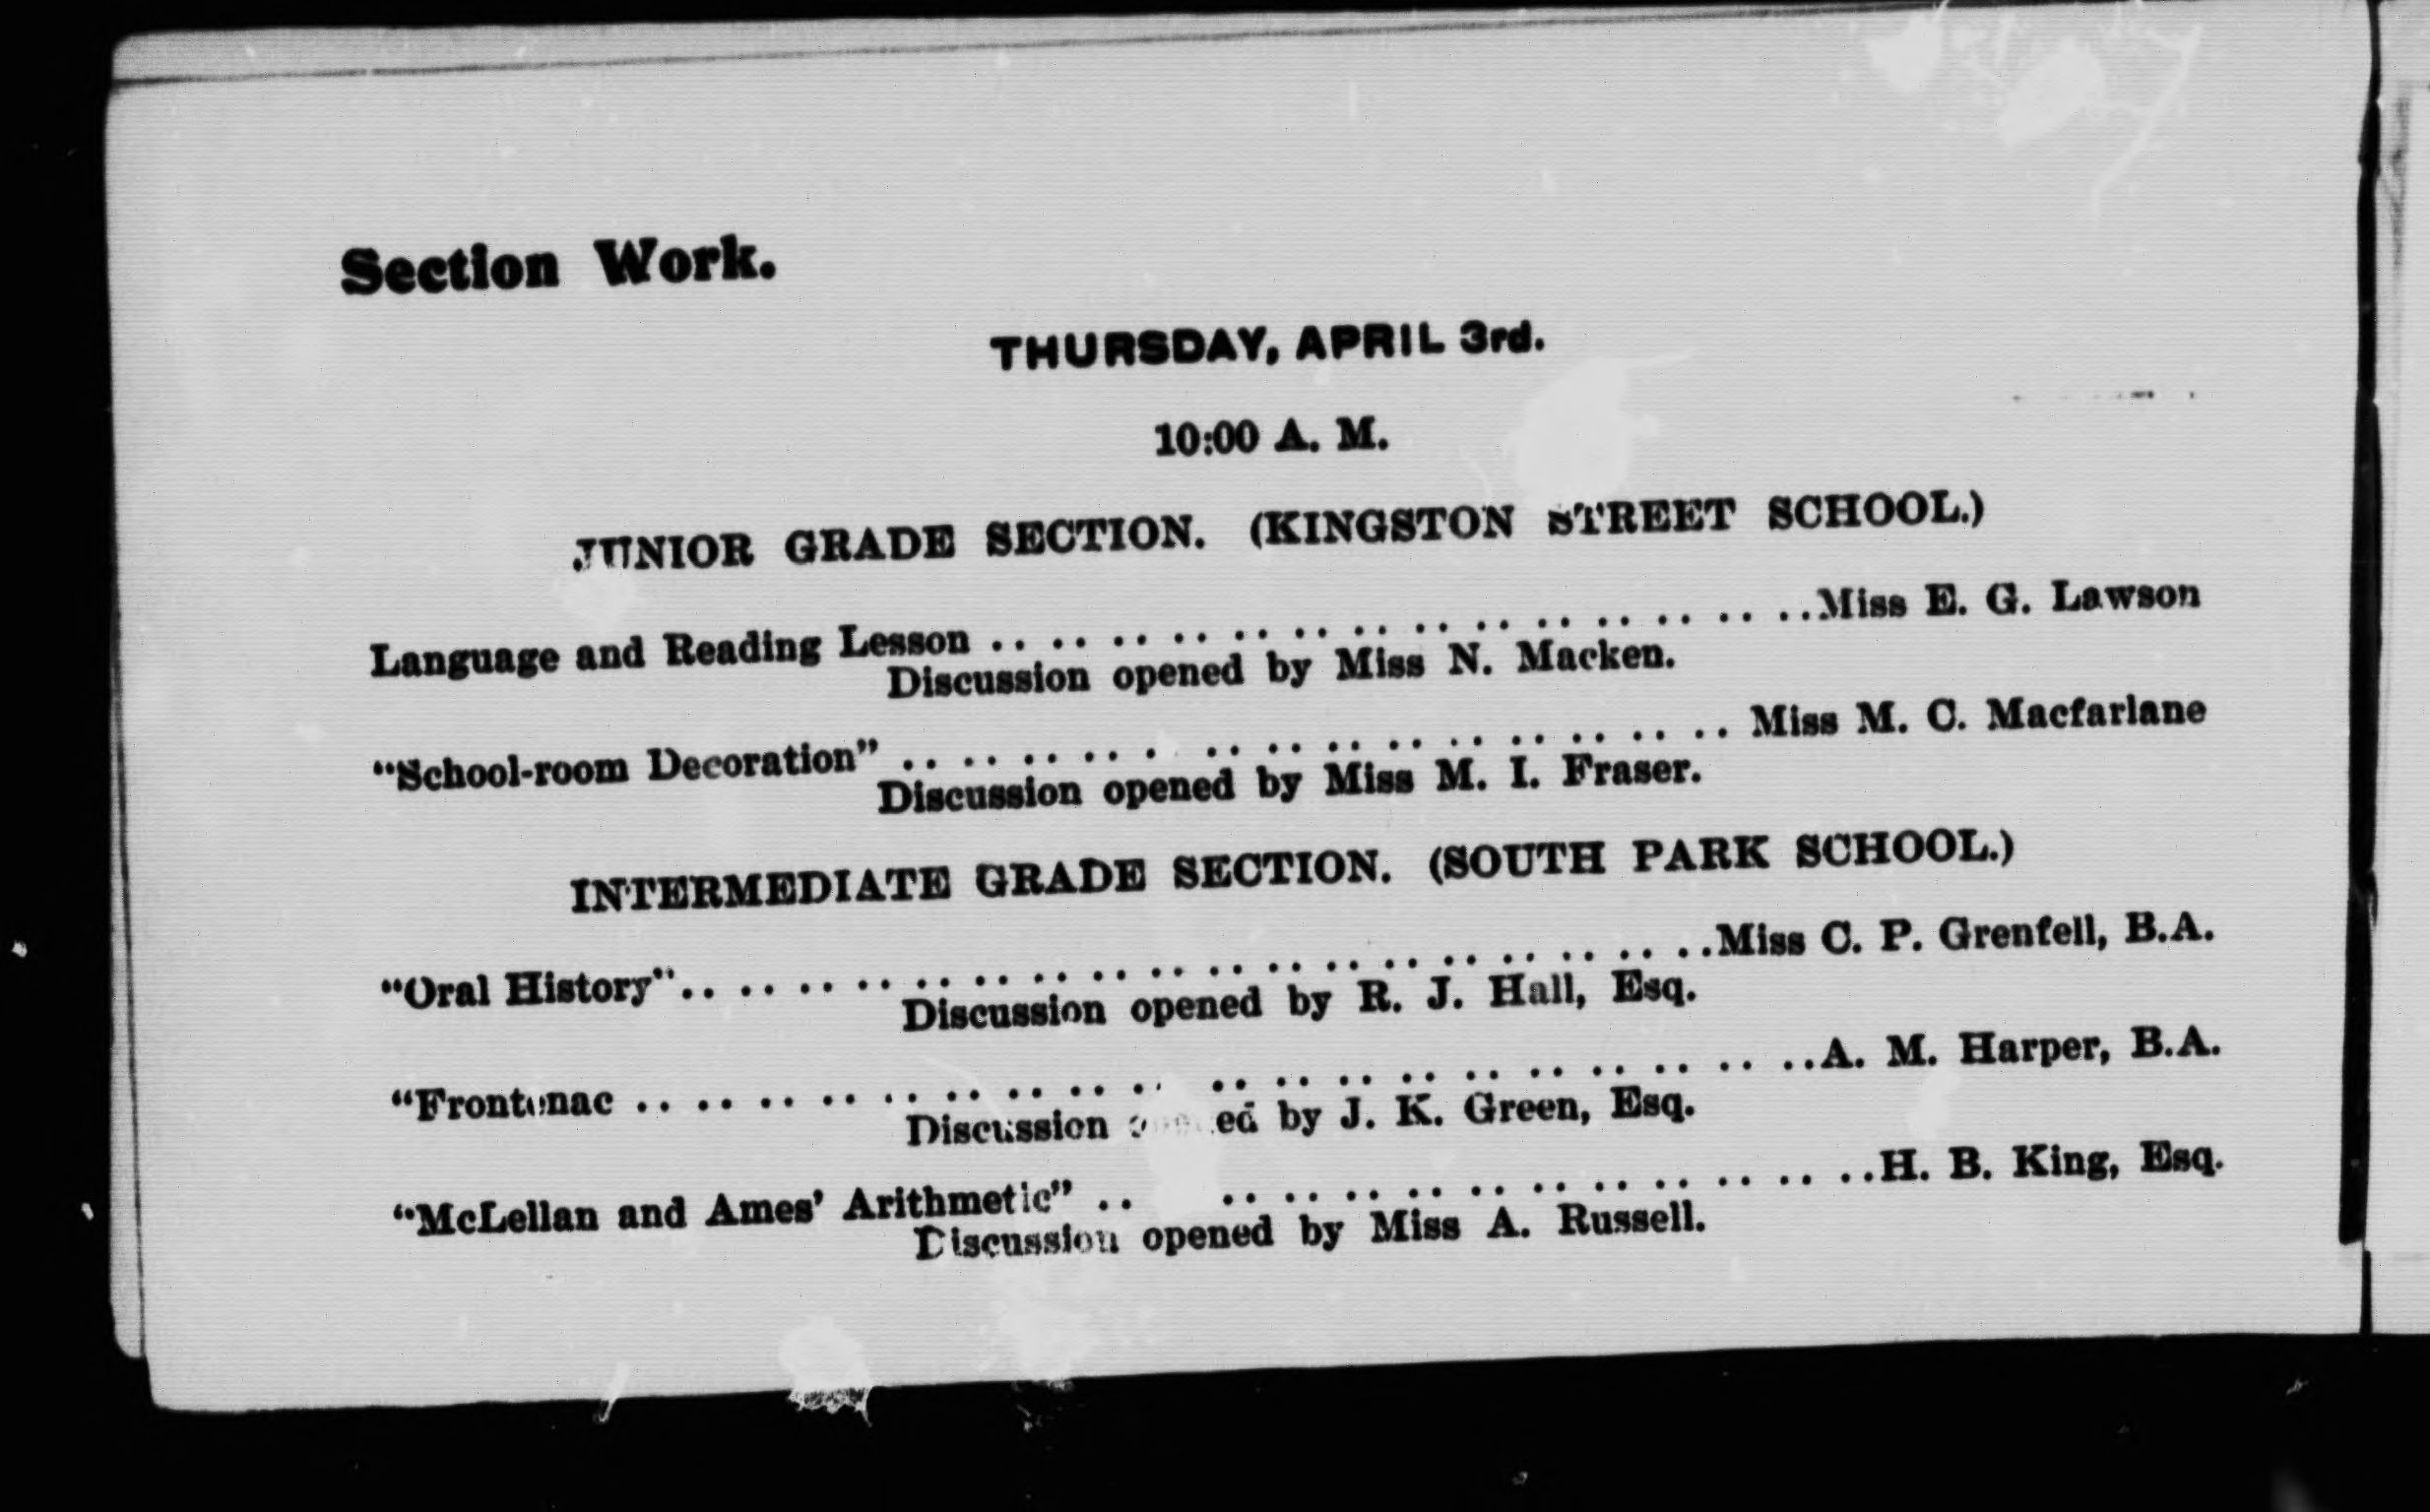 Section Work.
THURSDAY, APRIL 3rd.
10:00 A. M.
JUNIOR GRADE SECTION. (KINGSTON STREET SCHOOL.)
Language and Reading Lesson .. .. .. .. .. .. .. .. .. .. .. .. .. ..Miss E. G. Lawson
Discussion opened by Miss N. Macken.
"School-room Decoration" .. .. .. .. . .. .. .. .. .. .. .. .. .. Miss M. C. Macfarlane
Discussion opened by Miss M. I. Fraser.
INTERMEDIATE GRADE SECTION. (SOUTH PARK SCHOOL.)
"Oral History".. .. .. .. .. .. .. .. .. .. .. .. .. .. .. .. .. ..Miss C. P. Grenfell, B.A.
Discussion opened by R. J. Hall, Esq.
"Frontenac .. .. .. .. .. .. .. .. .. .. .. .. .. .. .. .. .. .. ..A. M. Harper, B.A.
Discussion by J. K. Green, Esq.
"McLellan and Ames' Arithmetic" .. .. .. .. .. .. .. .. .. .. .. ..H. B. King, Esq.
Discussion opened by Miss A. Russell.